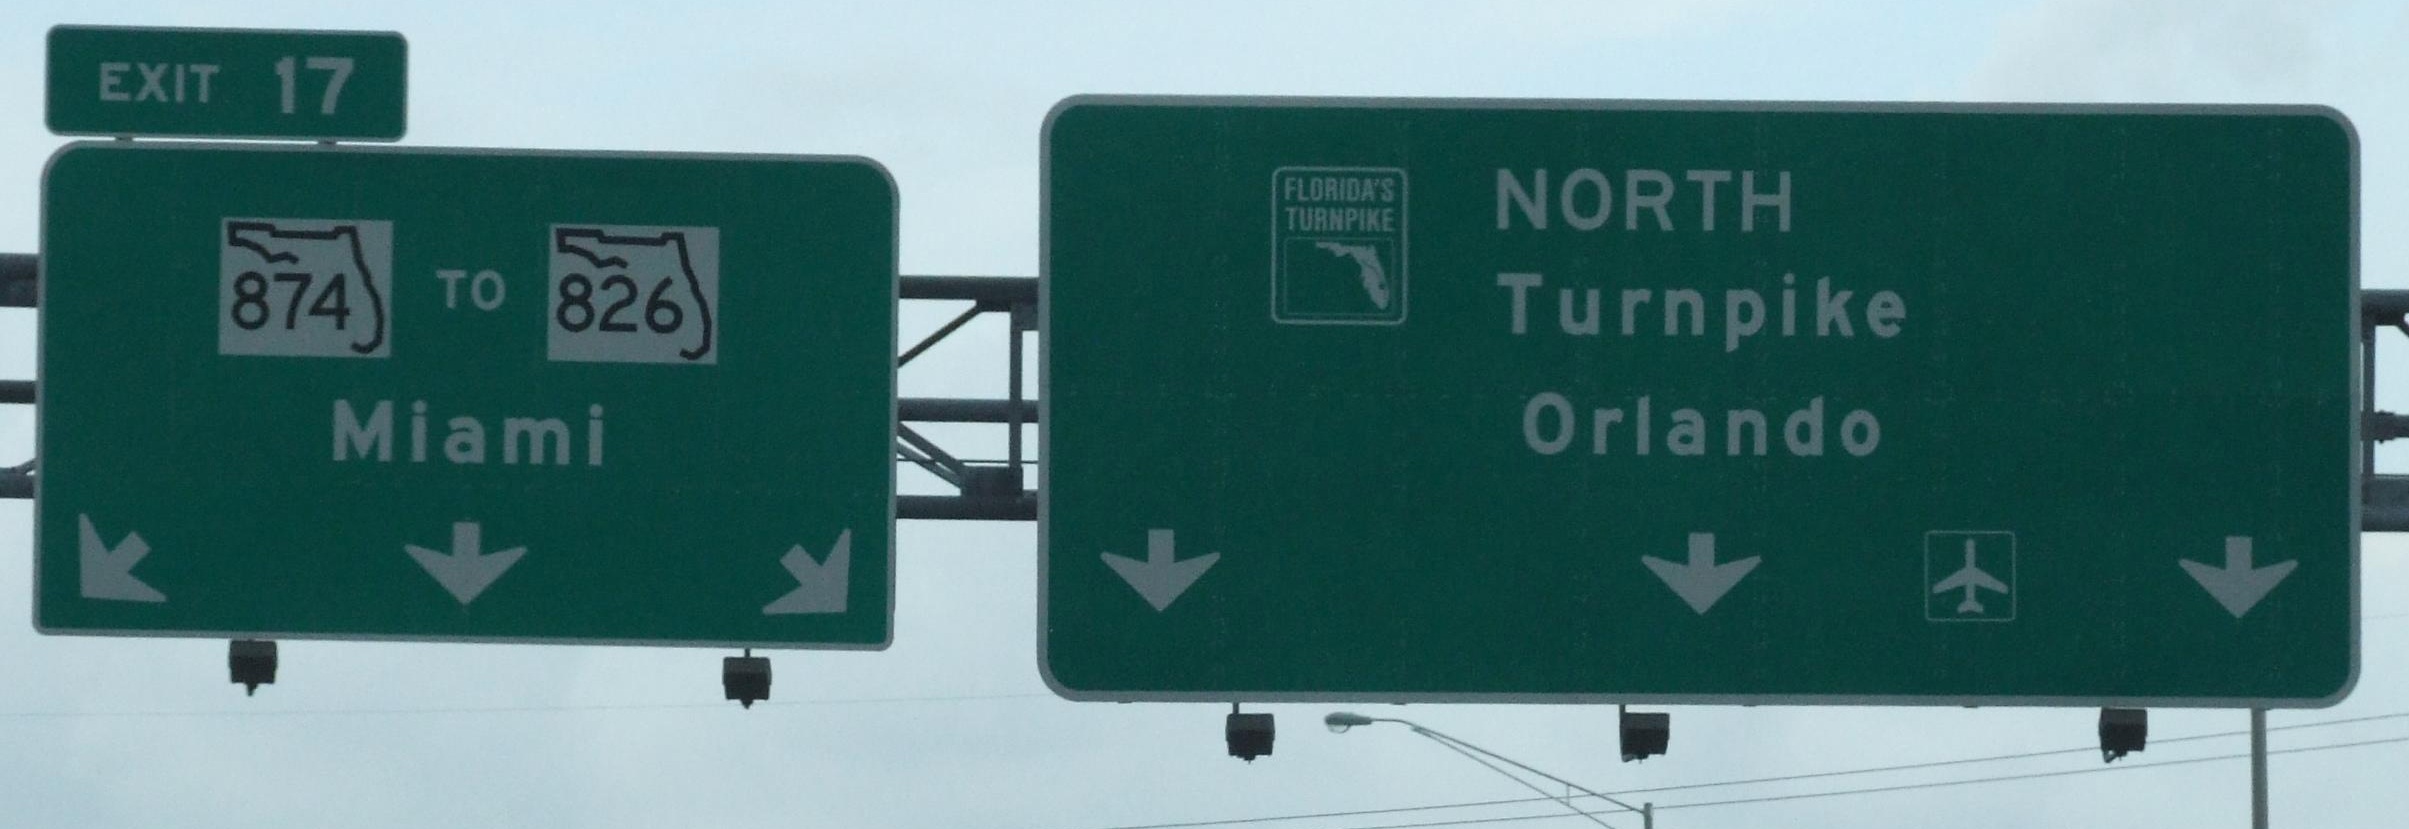 EXIT 17
874 TO 826
Miami
FLORIDA'S
TURNPIKE
NORTH
Turnpike
Orlando